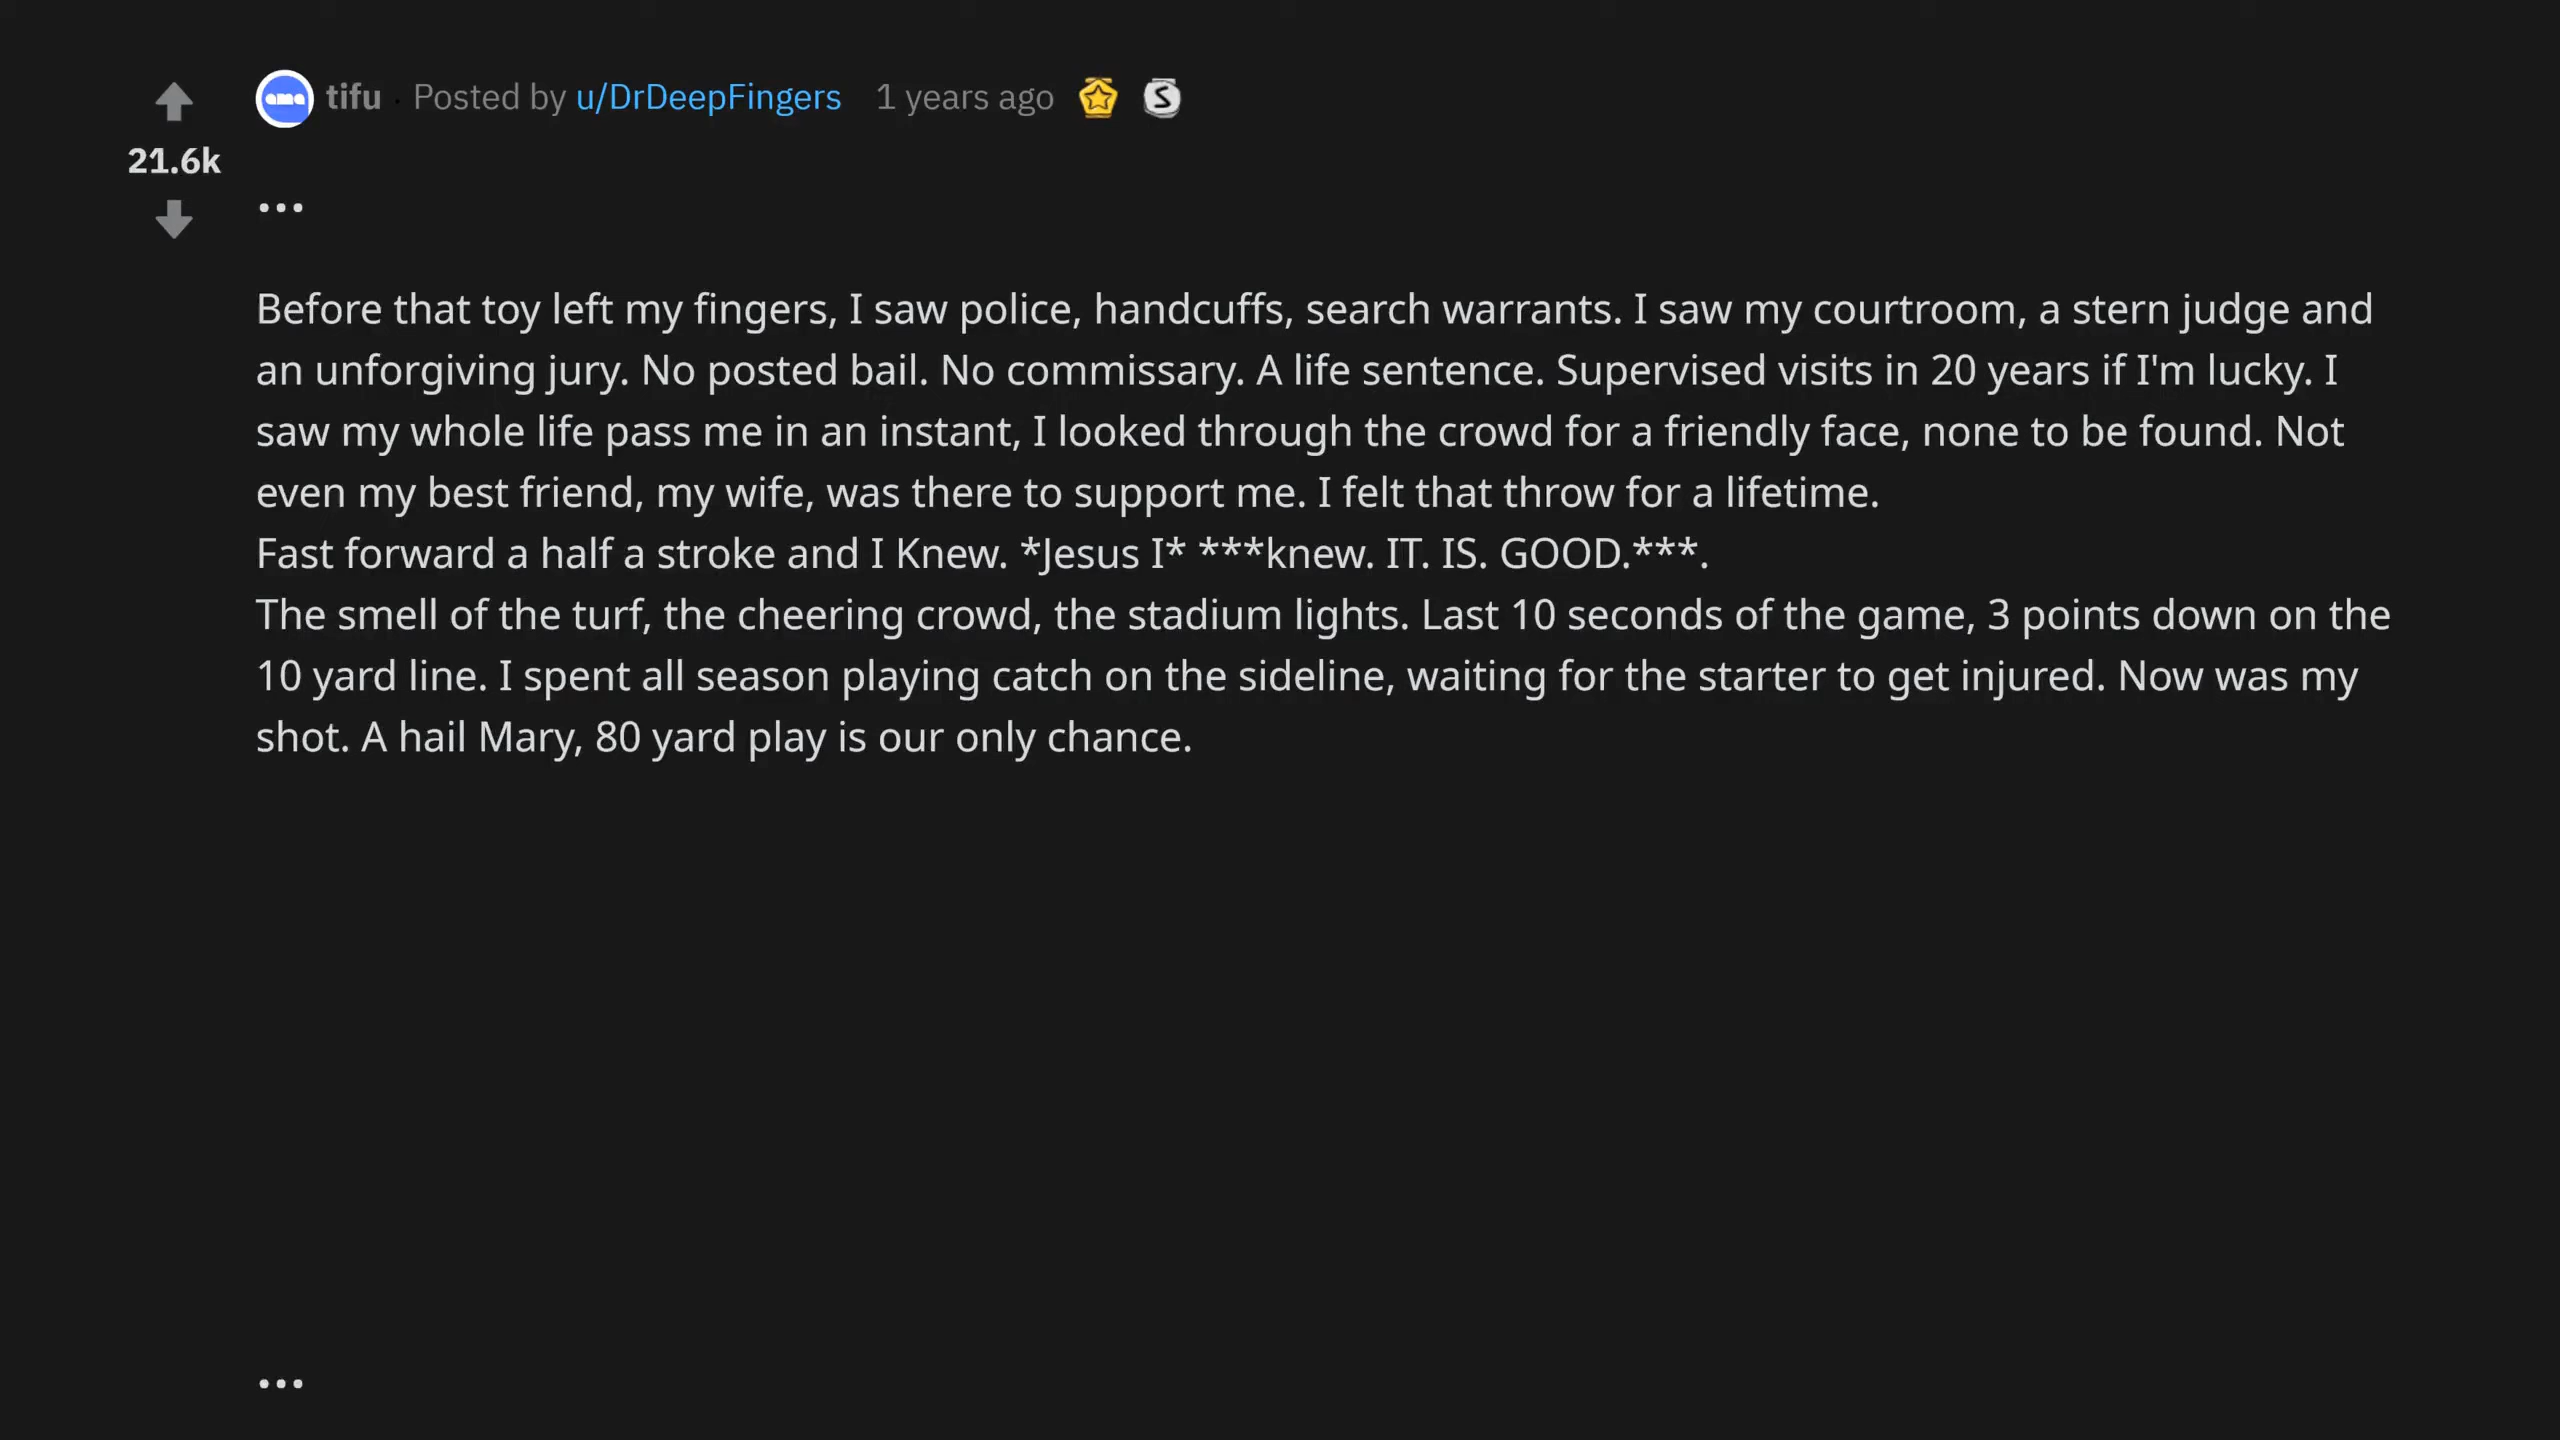 tifu · Posted by u/DrDeepFingers 1 years ago
21.6k
...
Before that toy left my fingers, I saw police, handcuffs, search warrants. I saw my courtroom, a stern judge and
an unforgiving jury. No posted bail. No commissary. A life sentence. Supervised visits in 20 years if I'm lucky. I
saw my whole life pass me in an instant, I looked through the crowd for a friendly face, none to be found. Not
even my best friend, my wife, was there to support me. I felt that throw for a lifetime.
Fast forward a half a stroke and I Knew. *Jesus I* ***knew. IT. IS. GOOD.***.
The smell of the turf, the cheering crowd, the stadium lights. Last 10 seconds of the game, 3 points down on the
10 yard line. I spent all season playing catch on the sideline, waiting for the starter to get injured. Now was my
shot. A hail Mary, 80 yard play is our only chance.
...